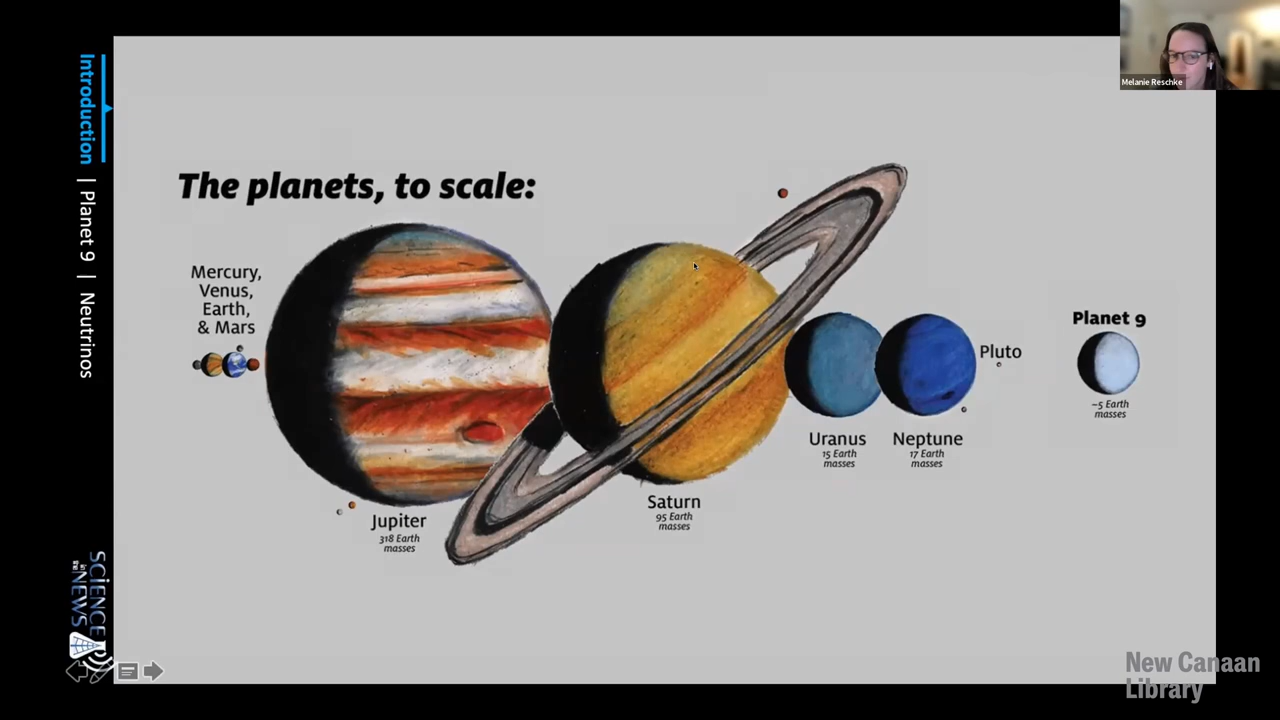 Introduction | Planet 9 | Neutrinos
SCIENCE
IN THE
NEWS
The planets, to scale:
Mercury,
Venus,
Earth,
& Mars
Jupiter
318 Earth
masses
Saturn
95 Earth
masses
Uranus
15 Earth
masses
Neptune
17 Earth
masses
Pluto
Planet 9
~5 Earth
masses
Melanie Reschke
New Canaan
Library